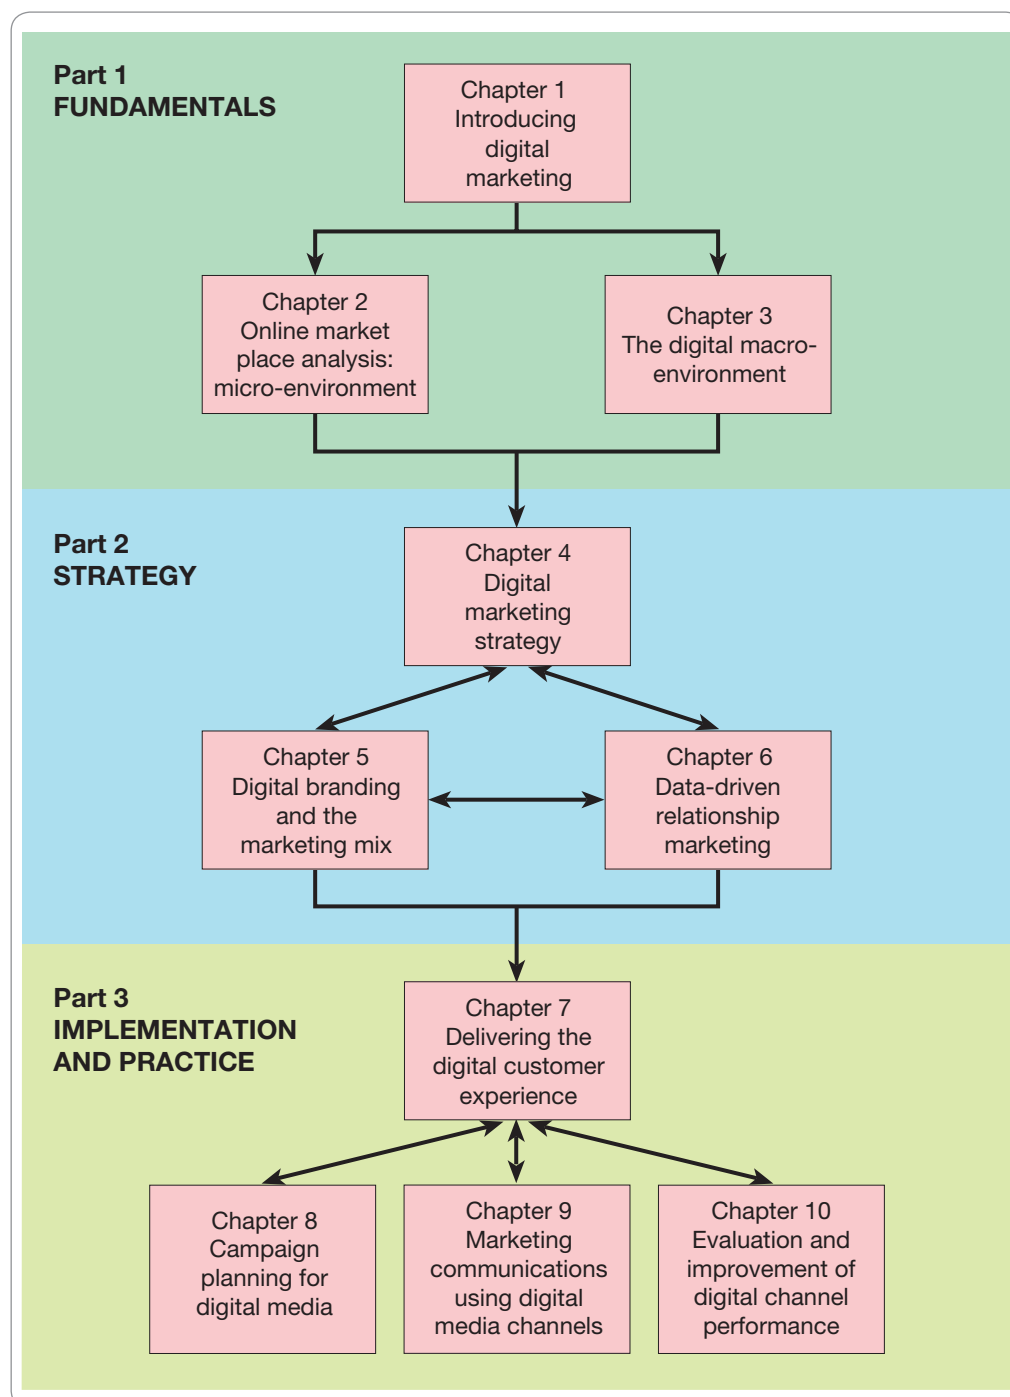 Part 1
FUNDAMENTALS
Chapter 1
Introducing
digital
marketing
Chapter 2
Online market
place analysis:
micro-environment
Chapter 3
The digital macro-
environment
Part 2
STRATEGY
Chapter 4
Digital
marketing
strategy
Chapter 5
Digital branding
and the
marketing mix
Chapter 6
Data-driven
relationship
marketing
Part 3
IMPLEMENTATION
AND PRACTICE
Chapter 7
Delivering the
digital customer
experience
Chapter 8
Campaign
planning for
digital media
Chapter 9
Marketing
communications
using digital
media channels
Chapter 10
Evaluation and
improvement of
digital channel
performance